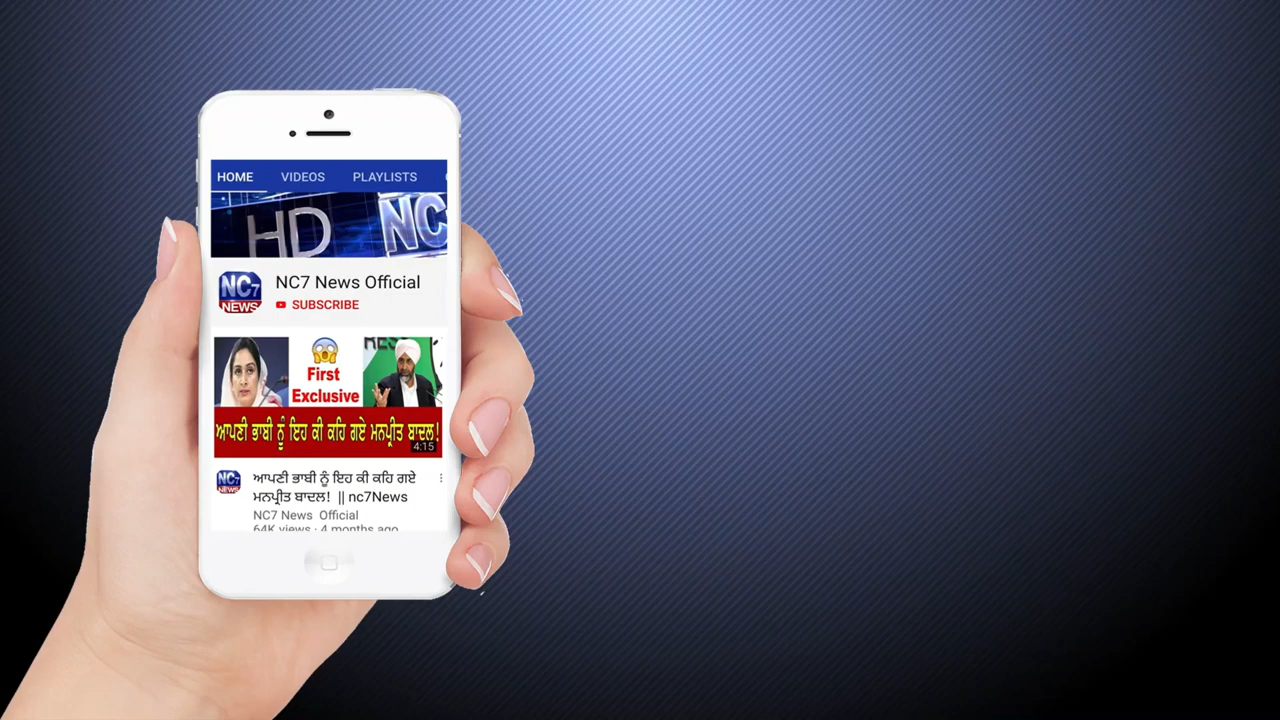 HOME VIDEOS PLAYLISTS
HD NC
NC7 NEWS
NC7 News Official
SUBSCRIBE
First
Exclusive
ਆਪਣੀ ਭਾਬੀ ਨੂੰ ਇਹ ਕੀ ਕਹਿ ਗਏ ਮਨਪ੍ਰੀਤ ਬਾਦਲ!
4:15
NC7 NEWS
ਆਪਣੀ ਭਾਬੀ ਨੂੰ ਇਹ ਕੀ ਕਹਿ ਗਏ
ਮਨਪ੍ਰੀਤ ਬਾਦਲ! || nc7News
NC7 News Official
64K views · 4 months ago